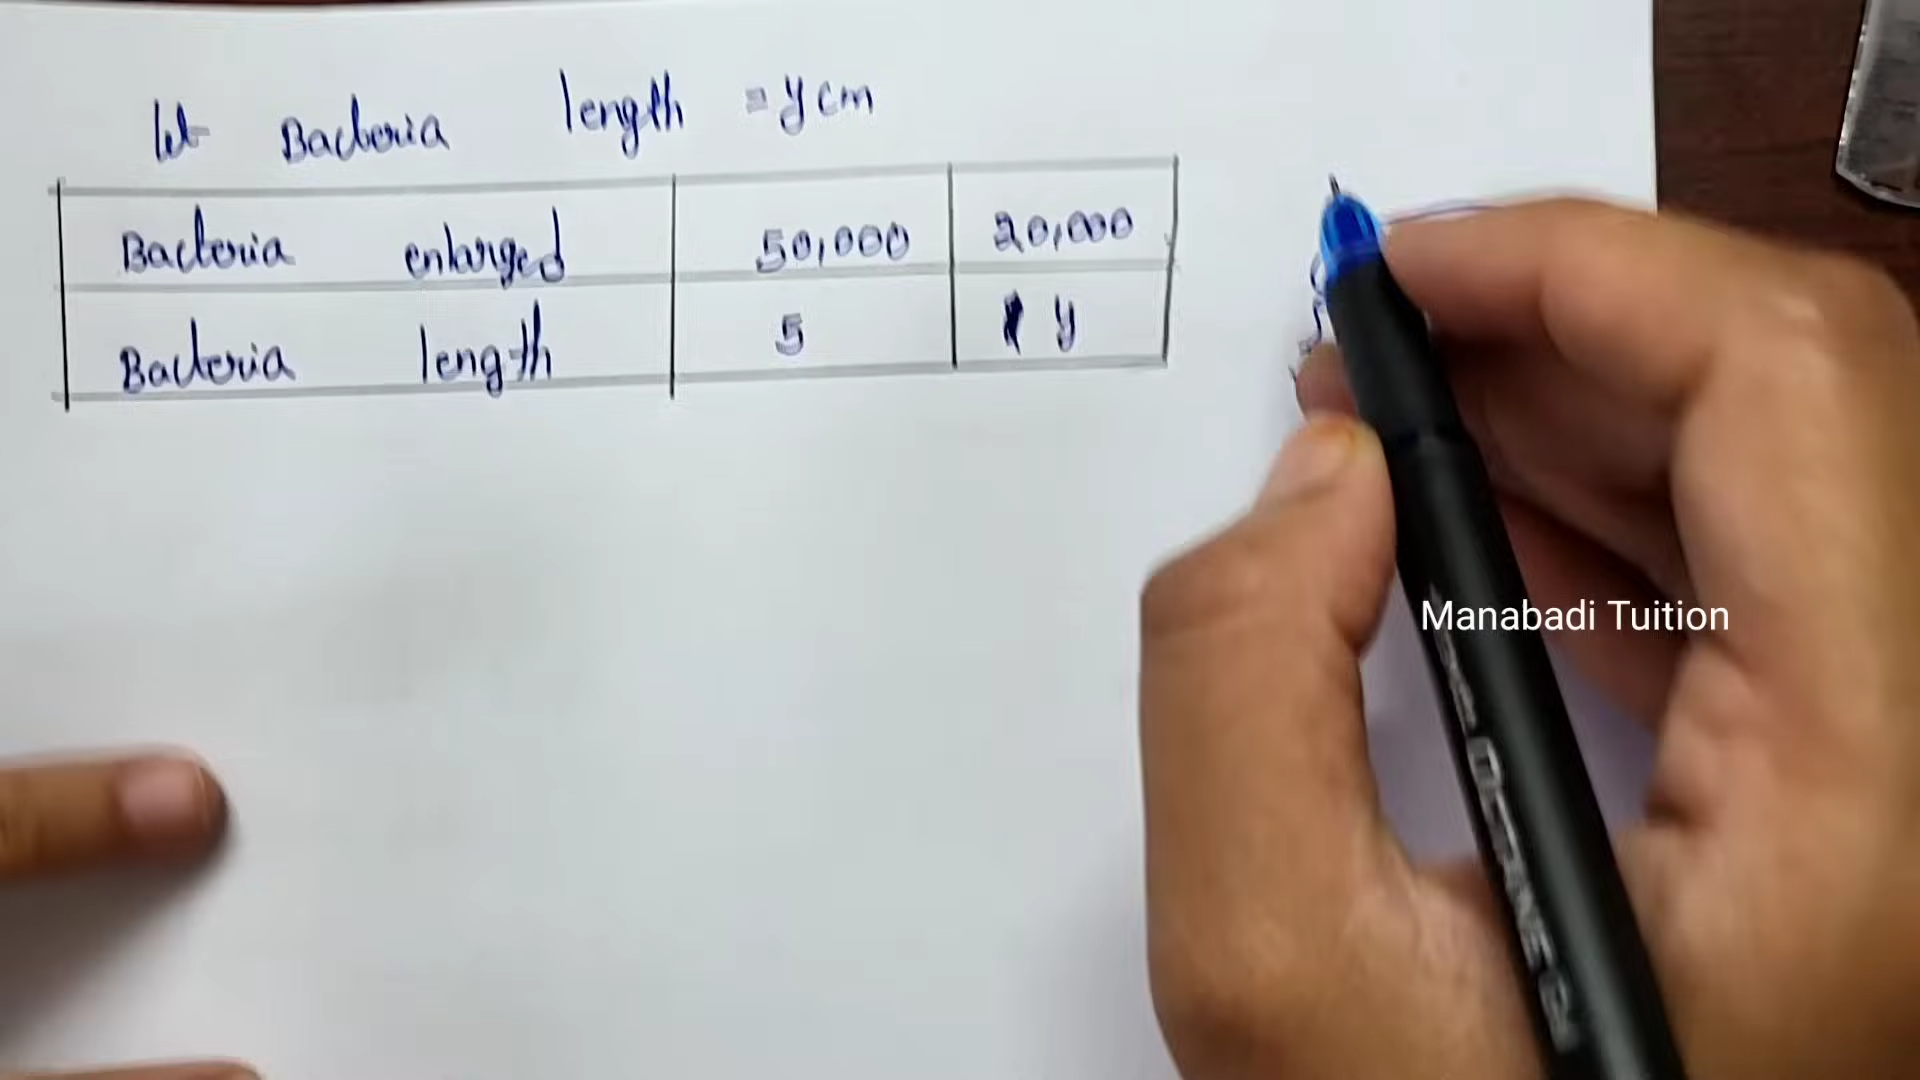 let Bacteria length = y cm
Bacteria enlarged 50,000 20,000
Bacteria length 5 y
Manabadi Tuition